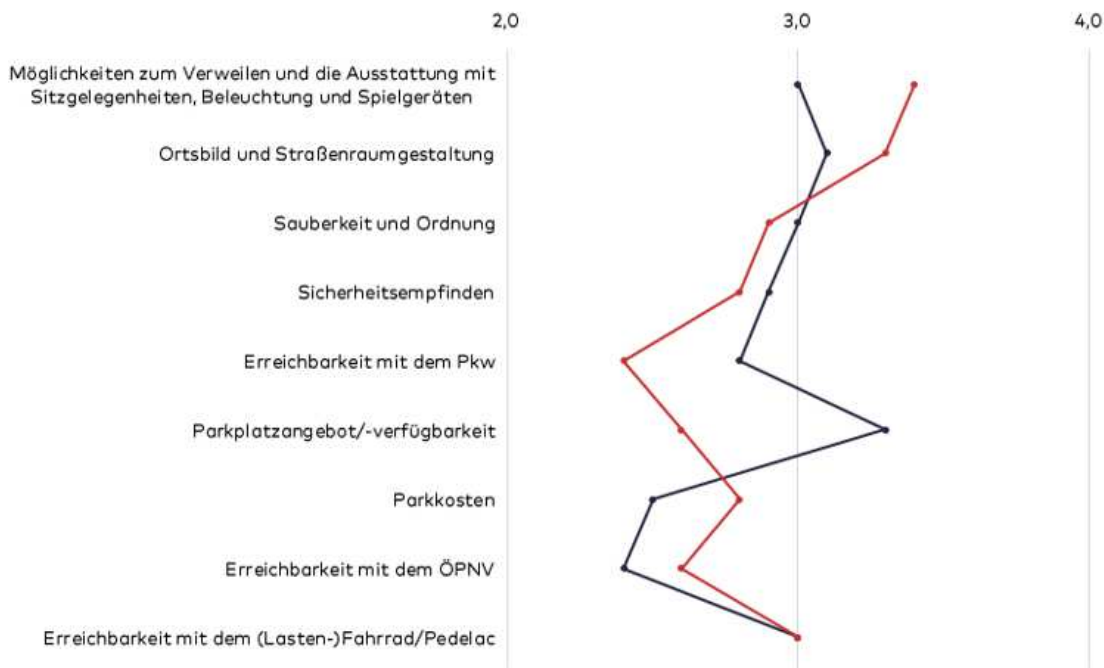 2,0 3,0 4,0
Möglichkeiten zum Verweilen und die Ausstattung mit
Sitzgelegenheiten, Beleuchtung und Spielgeräten
Ortsbild und Straßenraumgestaltung
Sauberkeit und Ordnung
Sicherheitsempfinden
Erreichbarkeit mit dem Pkw
Parkplatzangebot/-verfügbarkeit
Parkkosten
Erreichbarkeit mit dem ÖPNV
Erreichbarkeit mit dem (Lasten-)Fahrrad/Pedelac